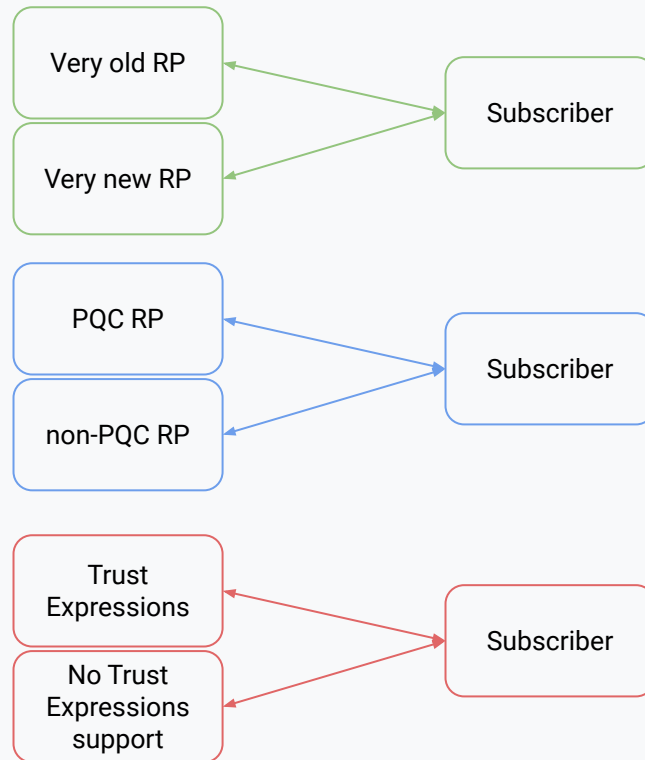 Very old RP
Subscriber
Very new RP
PQC RP
Subscriber
non-PQC RP
Trust
Expressions
Subscriber
No Trust
Expressions
support